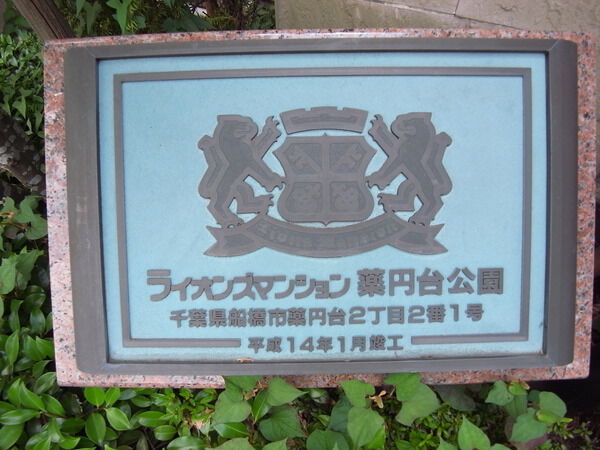 ライオンズマンション 薬円台公園
千葉県船橋市薬円台2丁目2番1号
平成14年1月竣工